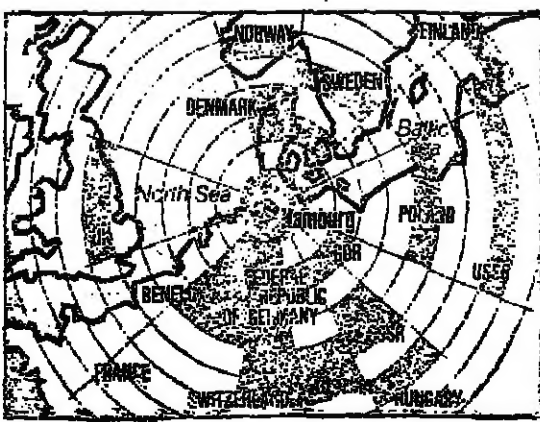 NORWAY
FINLAND
SWEDEN
DENMARK
Baltic
Sea
North Sea
Hamburg
POLAND
GDR
USSR
BENELUX
FEDERAL
REPUBLIC
OF GERMANY
FRANCE
SWITZERLAND
HUNGARY